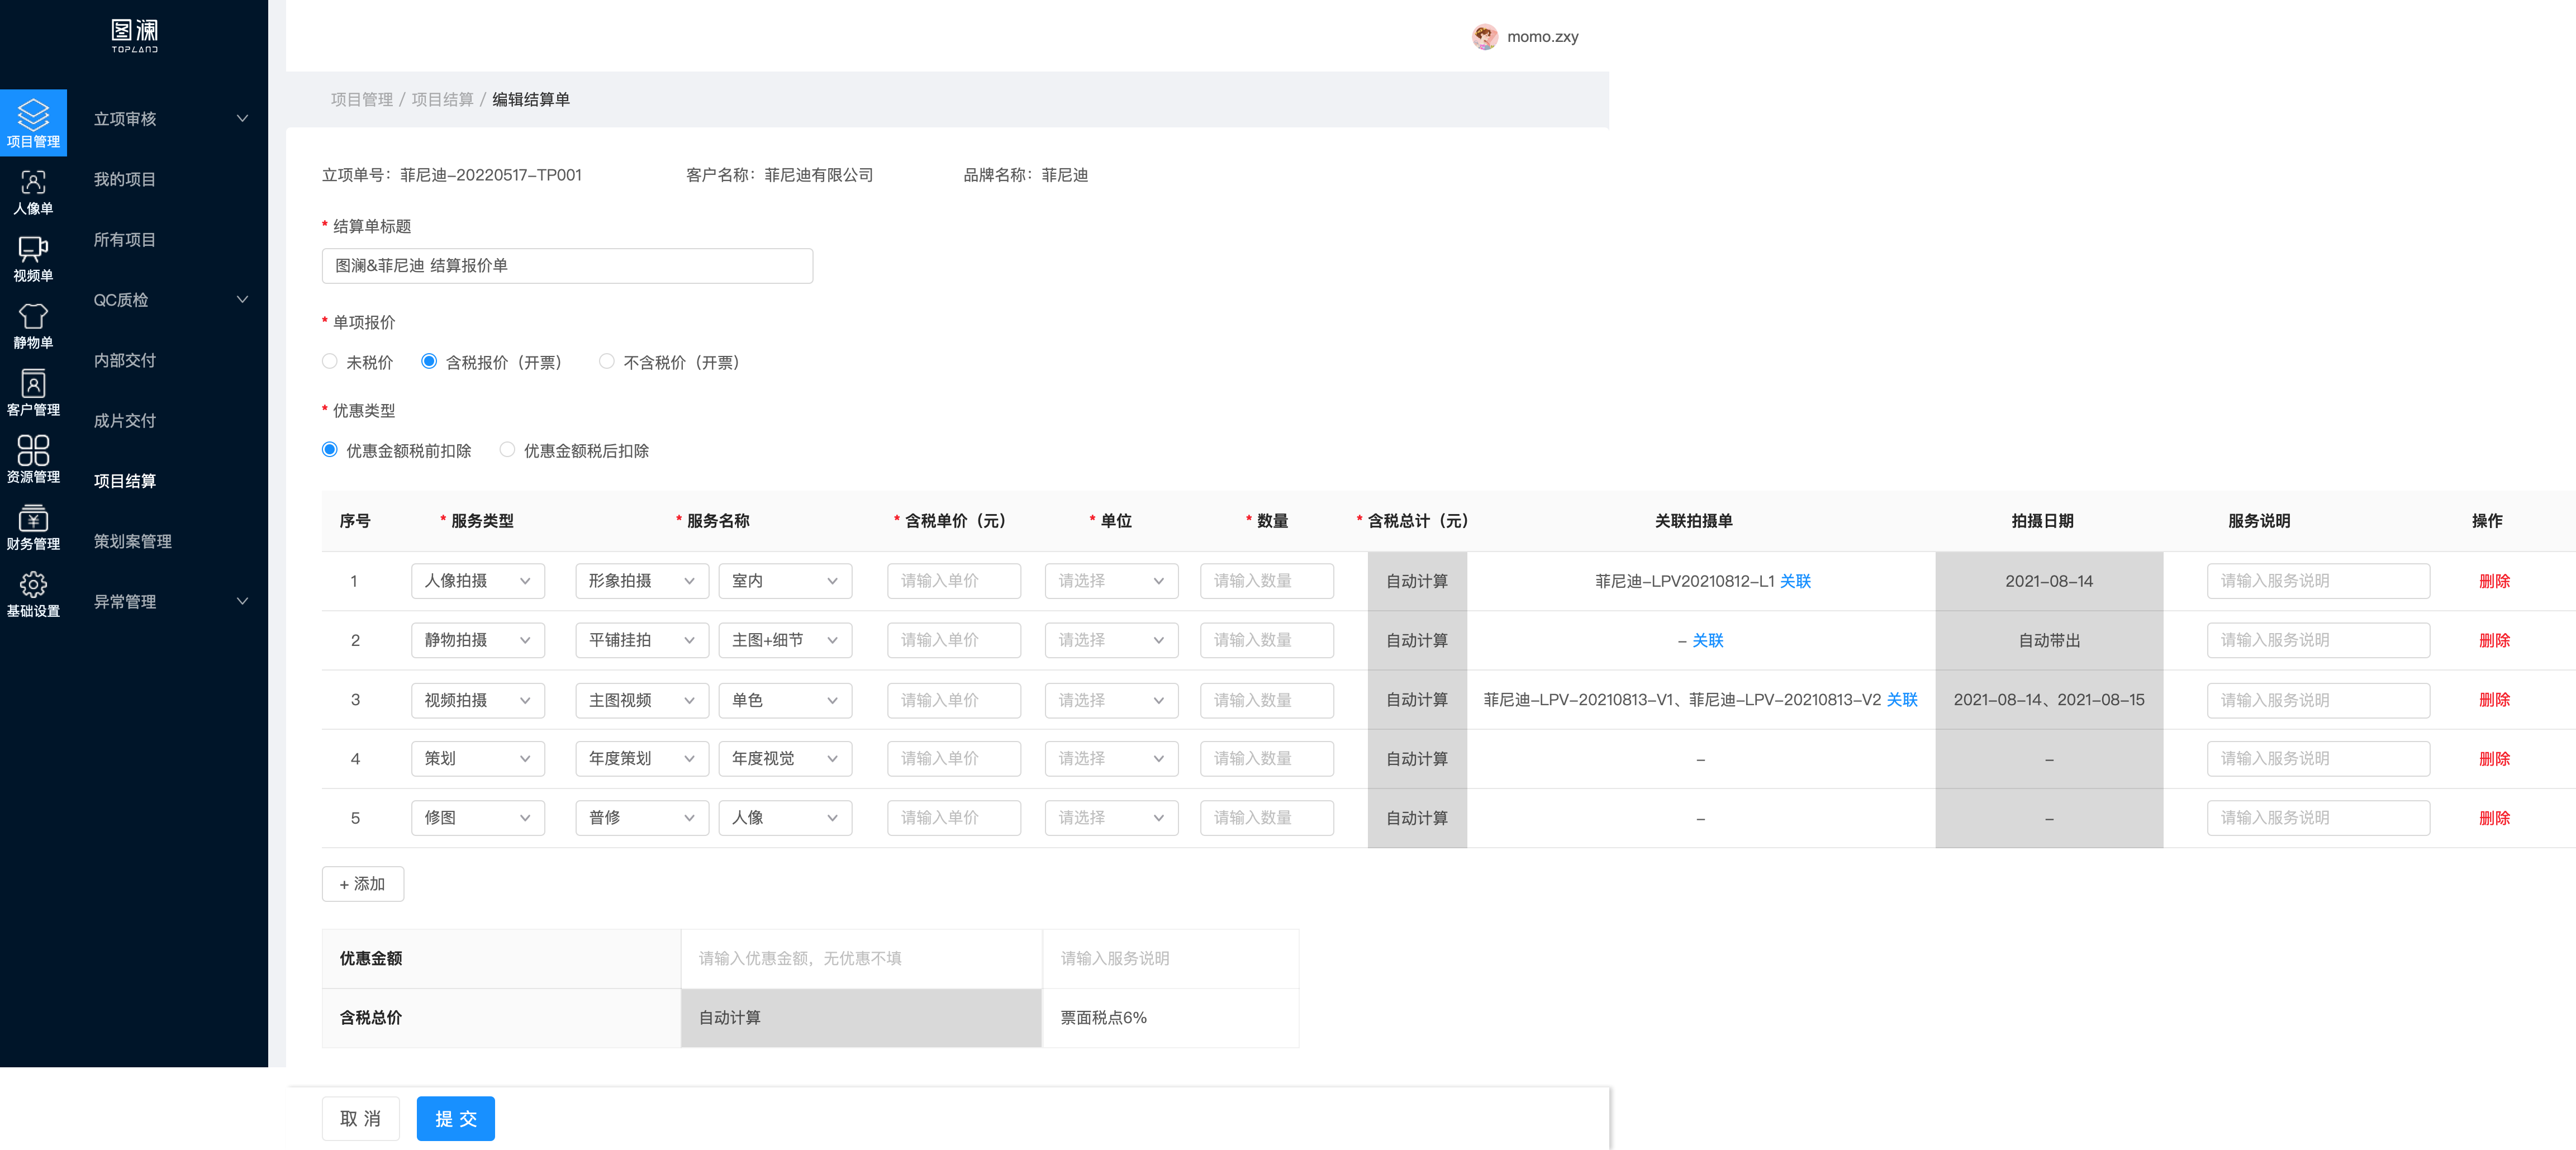 图澜
TOPLAND
momo.zxy
项目管理
人像单
视频单
静物单
客户管理
资源管理
财务管理
基础设置
立项审核
我的项目
所有项目
QC质检
内部交付
成片交付
项目结算
策划案管理
异常管理
项目管理 / 项目结算 / 编辑结算单
立项单号：菲尼迪-20220517-TP001 客户名称：菲尼迪有限公司 品牌名称：菲尼迪
* 结算单标题
图澜&菲尼迪 结算报价单
* 单项报价
未税价 含税报价（开票） 不含税价（开票）
* 优惠类型
优惠金额税前扣除 优惠金额税后扣除
序号 * 服务类型 * 服务名称 * 含税单价（元） * 单位 * 数量 * 含税总计（元） 关联拍摄单 拍摄日期 服务说明 操作
1 人像拍摄 形象拍摄 室内 请输入单价 请选择 请输入数量 自动计算 菲尼迪-LPV20210812-L1 关联 2021-08-14 请输入服务说明 删除
2 静物拍摄 平铺挂拍 主图+细节 请输入单价 请选择 请输入数量 自动计算 - 关联 自动带出 请输入服务说明 删除
3 视频拍摄 主图视频 单色 请输入单价 请选择 请输入数量 自动计算 菲尼迪-LPV-20210813-V1、菲尼迪-LPV-20210813-V2 关联 2021-08-14、2021-08-15 请输入服务说明 删除
4 策划 年度策划 年度视觉 请输入单价 请选择 请输入数量 自动计算 - - 请输入服务说明 删除
5 修图 普修 人像 请输入单价 请选择 请输入数量 自动计算 - - 请输入服务说明 删除
+ 添加
优惠金额 请输入优惠金额，无优惠不填 请输入服务说明
含税总价 自动计算 票面税点6%
取 消 提 交